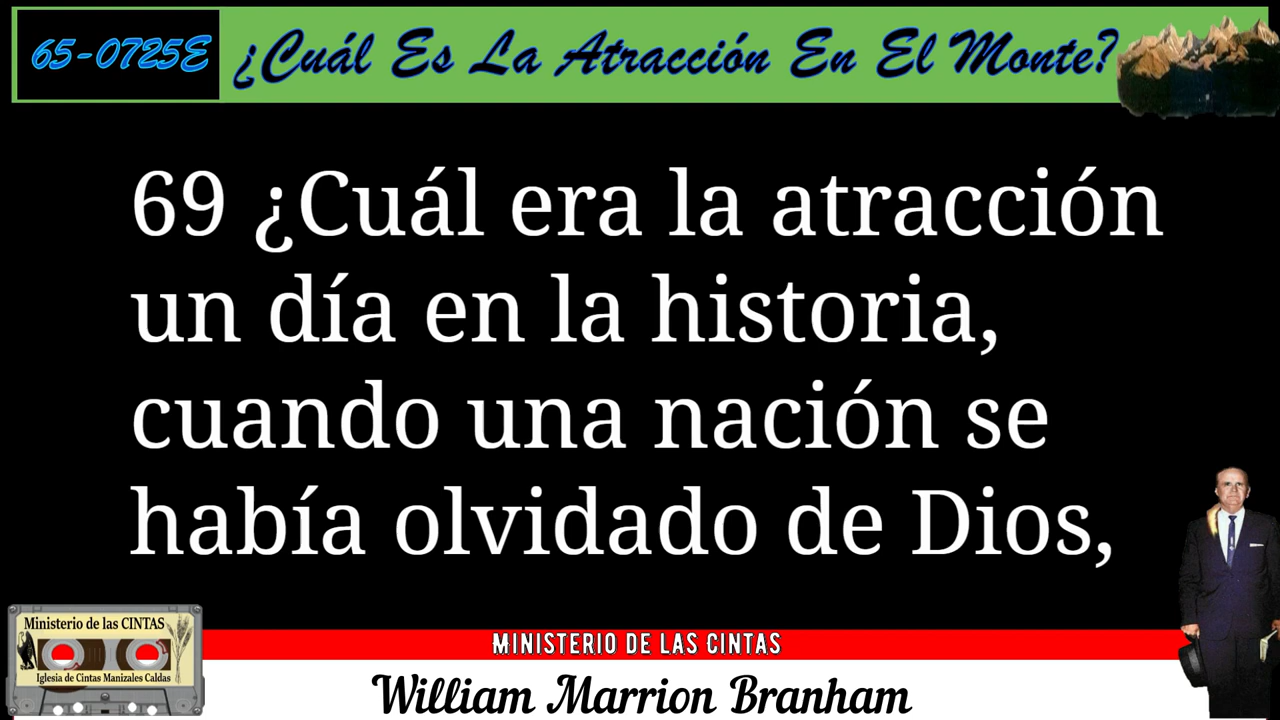 65-0725E ¿Cuál Es La Atracción En El Monte?
69 ¿Cuál era la atracción
un día en la historia,
cuando una nación se
había olvidado de Dios,
Ministerio de las CINTAS
Iglesia de Cintas Manizales Caldas
MINISTERIO DE LAS CINTAS
William Marrion Branham